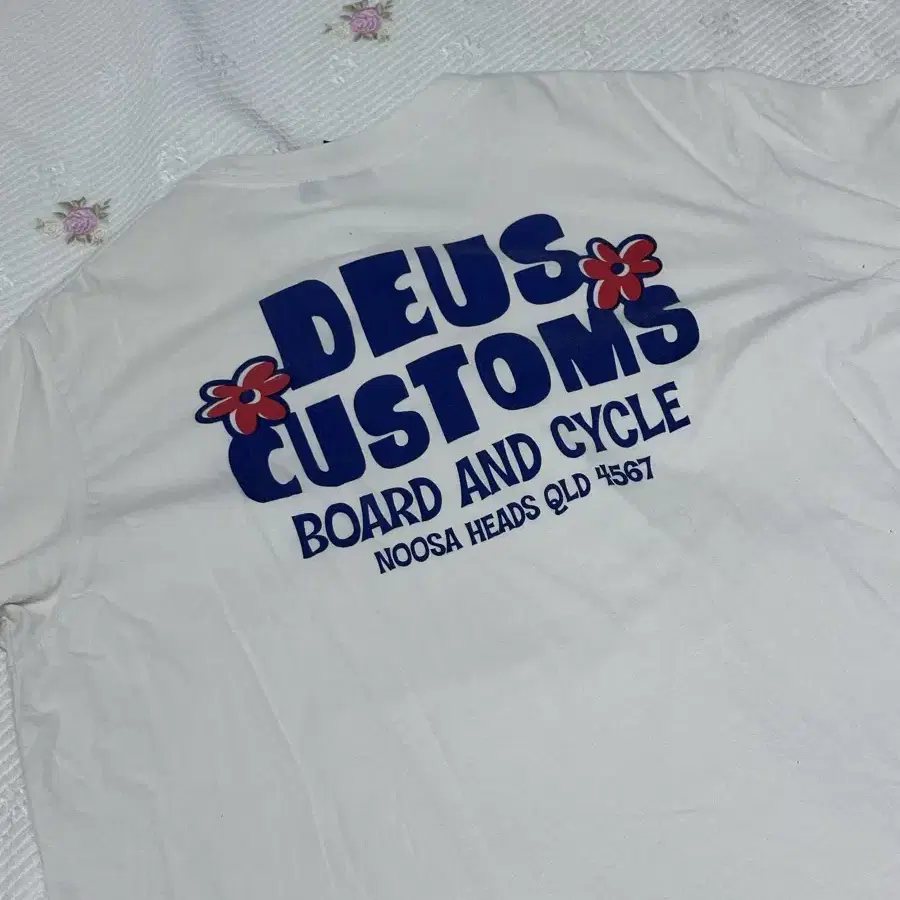 DEUS
CUSTOMS
BOARD AND CYCLE
NOOSA HEADS QLD 4567